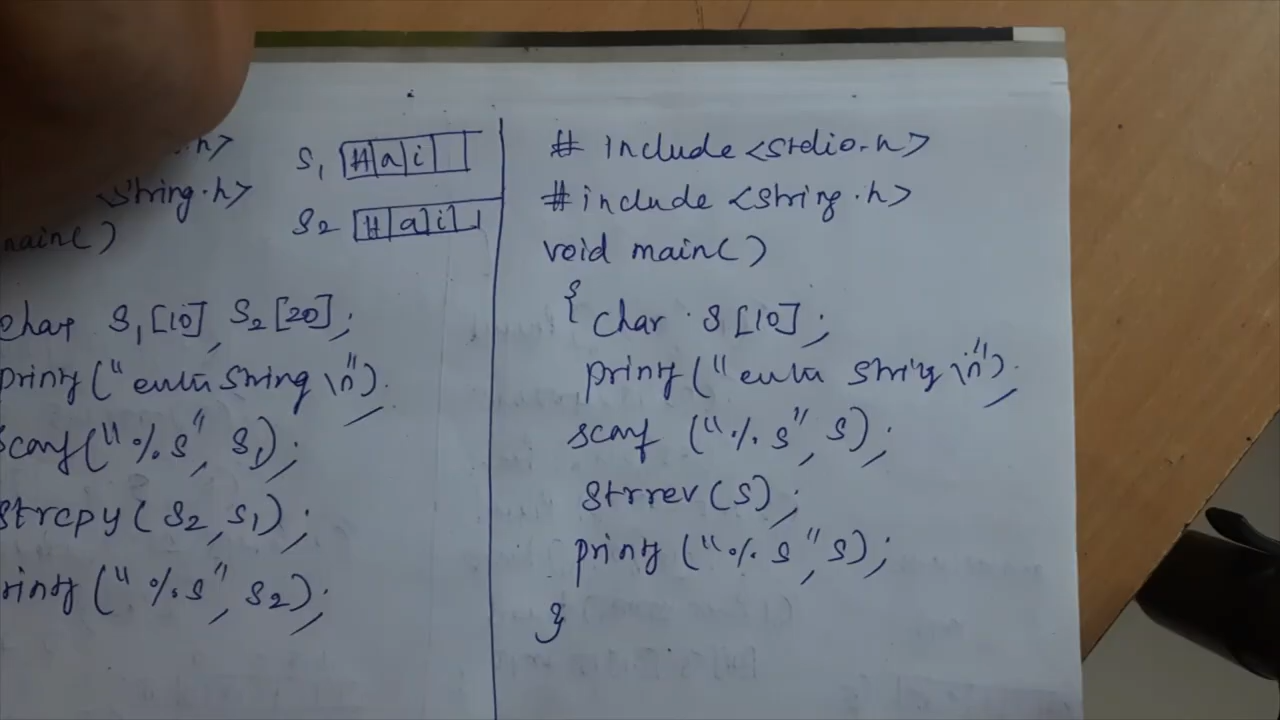 .h>
<string.h>
main()
char S1[10], S2[20];
printf("enter string \n");
scanf("%s", S1);
strcpy(S2, S1);
printf("%s", S2);
S1 H a i
S2 H a i
# include <stdio.h>
# include <string.h>
void main()
{ char S[10];
printf("enter string \n");
scanf("%s", s);
strrev(s);
printf("%s", s);
}